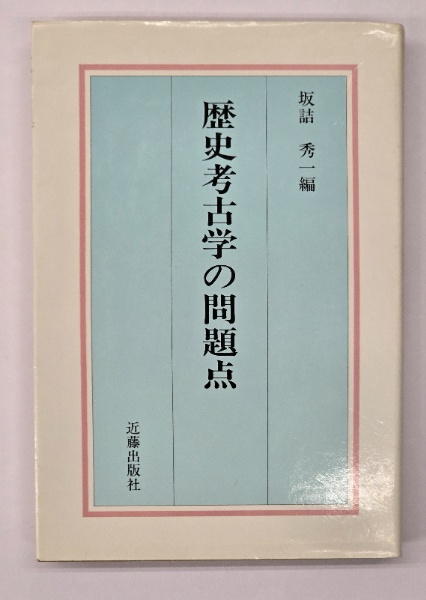 坂詰 秀一編
歴史考古学の問題点
近藤出版社